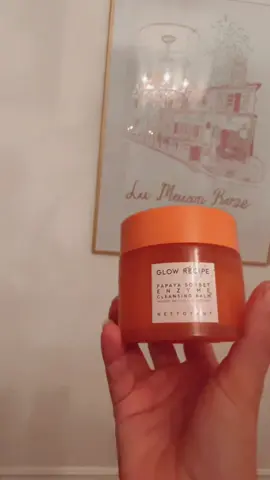 La Maison Rose
GLOW RECIPE
PAPAYA SORBET
ENZYME
CLEANSING BALM
NETTOYANT